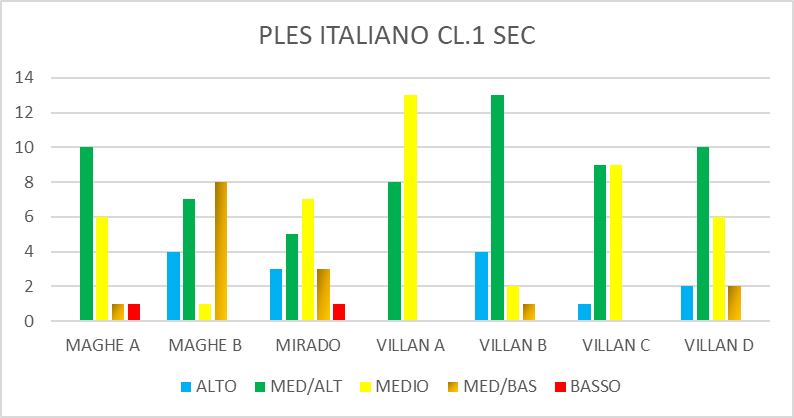 PLES ITALIANO CL.1 SEC
14
12
10
8
6
4
2
0
MAGHE A MAGHE B MIRADO VILLAN A VILLAN B VILLAN C VILLAN D
ALTO MED/ALT MEDIO MED/BAS BASSO